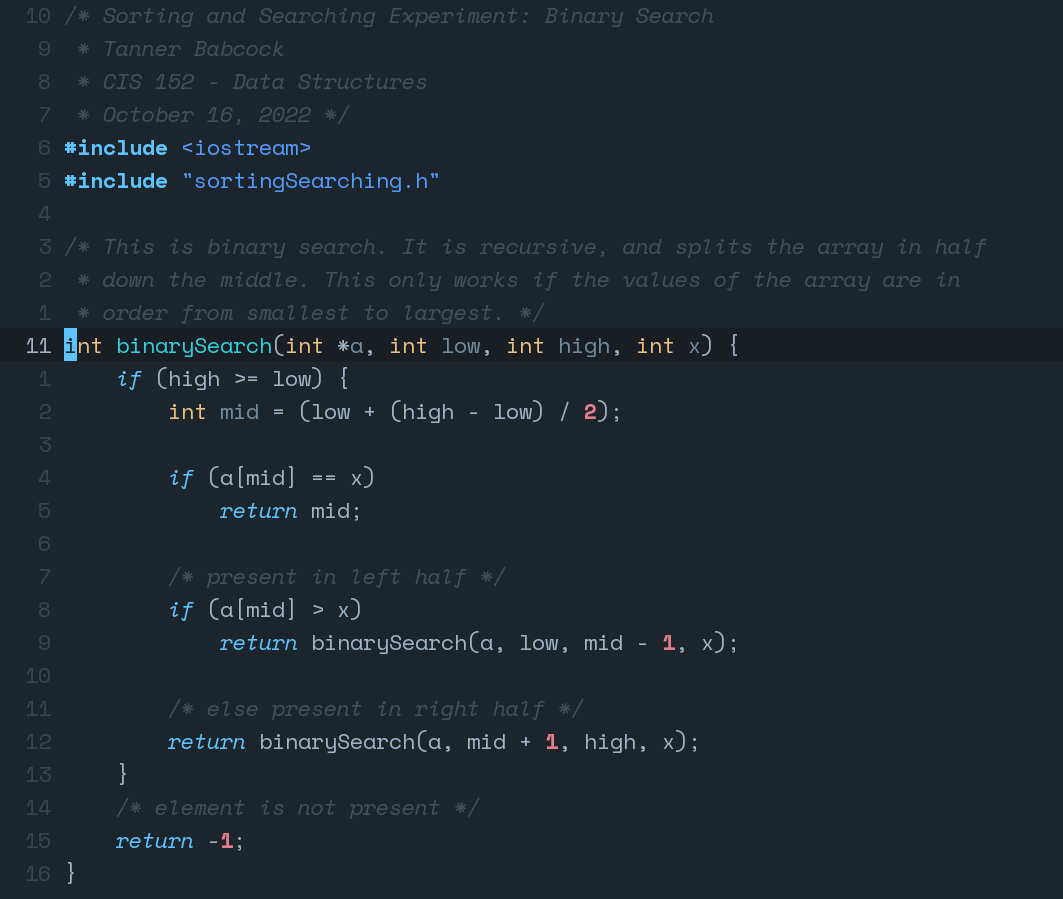 10 /* Sorting and Searching Experiment: Binary Search
9  * Tanner Babcock
8  * CIS 152 - Data Structures
7  * October 16, 2022 */
6 #include <iostream>
5 #include "sortingSearching.h"
4
3 /* This is binary search. It is recursive, and splits the array in half
2  * down the middle. This only works if the values of the array are in
1  * order from smallest to largest. */
11 int binarySearch(int *a, int low, int high, int x) {
1     if (high >= low) {
2         int mid = (low + (high - low) / 2);
3
4         if (a[mid] == x)
5             return mid;
6
7         /* present in left half */
8         if (a[mid] > x)
9             return binarySearch(a, low, mid - 1, x);
10
11         /* else present in right half */
12         return binarySearch(a, mid + 1, high, x);
13     }
14     /* element is not present */
15     return -1;
16 }